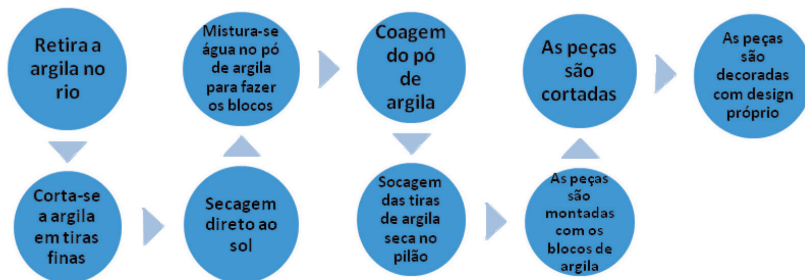 Retira a
argila no
rio
Corta-se
a argila
em tiras
finas
Secagem
direto ao
sol
Mistura-se
água no pó
de argila
para fazer
os blocos
Coagem
do pó
de
argila
Socagem
das tiras
de argila
seca no
pilão
As peças
são
montadas
com os
blocos de
argila
As peças
são
cortadas
As peças
são
decoradas
com design
próprio